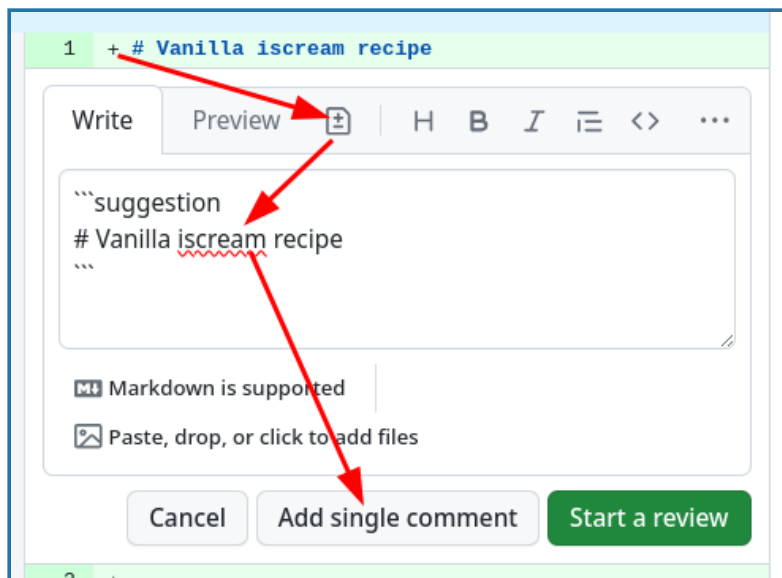 1 + # Vanilla iscream recipe
Write Preview H B I <> ...
```suggestion
# Vanilla iscream recipe
```
Markdown is supported
Paste, drop, or click to add files
Cancel Add single comment Start a review